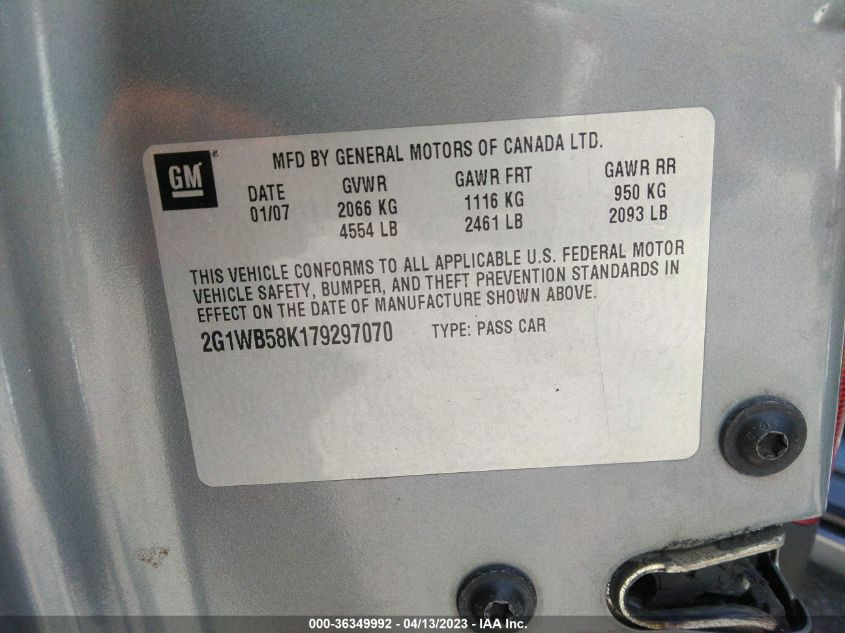 GM®
MFD BY GENERAL MOTORS OF CANADA LTD.
DATE GVWR GAWR FRT GAWR RR
01/07 2066 KG 1116 KG 950 KG
4554 LB 2461 LB 2093 LB
THIS VEHICLE CONFORMS TO ALL APPLICABLE U.S. FEDERAL MOTOR
VEHICLE SAFETY, BUMPER, AND THEFT PREVENTION STANDARDS IN
EFFECT ON THE DATE OF MANUFACTURE SHOWN ABOVE.
2G1WB58K179297070 TYPE: PASS CAR
000-36349992 - 04/13/2023 - IAA Inc.